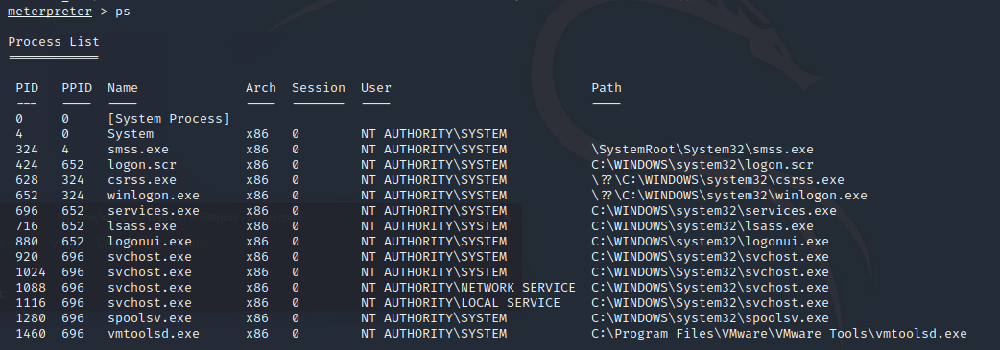 meterpreter > ps
Process List
============
PID PPID Name Arch Session User Path
--- ---- ---- ---- ------- ---- ----
0 0 [System Process]
4 0 System x86 0 NT AUTHORITY\SYSTEM
324 4 smss.exe x86 0 NT AUTHORITY\SYSTEM \SystemRoot\System32\smss.exe
424 652 logon.scr x86 0 NT AUTHORITY\SYSTEM C:\WINDOWS\system32\logon.scr
628 324 csrss.exe x86 0 NT AUTHORITY\SYSTEM \??\C:\WINDOWS\system32\csrss.exe
652 324 winlogon.exe x86 0 NT AUTHORITY\SYSTEM \??\C:\WINDOWS\system32\winlogon.exe
696 652 services.exe x86 0 NT AUTHORITY\SYSTEM C:\WINDOWS\system32\services.exe
716 652 lsass.exe x86 0 NT AUTHORITY\SYSTEM C:\WINDOWS\system32\lsass.exe
880 652 logonui.exe x86 0 NT AUTHORITY\SYSTEM C:\WINDOWS\system32\logonui.exe
920 696 svchost.exe x86 0 NT AUTHORITY\SYSTEM C:\WINDOWS\system32\svchost.exe
1024 696 svchost.exe x86 0 NT AUTHORITY\SYSTEM C:\WINDOWS\System32\svchost.exe
1088 696 svchost.exe x86 0 NT AUTHORITY\NETWORK SERVICE C:\WINDOWS\system32\svchost.exe
1116 696 svchost.exe x86 0 NT AUTHORITY\LOCAL SERVICE C:\WINDOWS\system32\svchost.exe
1280 696 spoolsv.exe x86 0 NT AUTHORITY\SYSTEM C:\WINDOWS\system32\spoolsv.exe
1460 696 vmtoolsd.exe x86 0 NT AUTHORITY\SYSTEM C:\Program Files\VMware\VMware Tools\vmtoolsd.exe